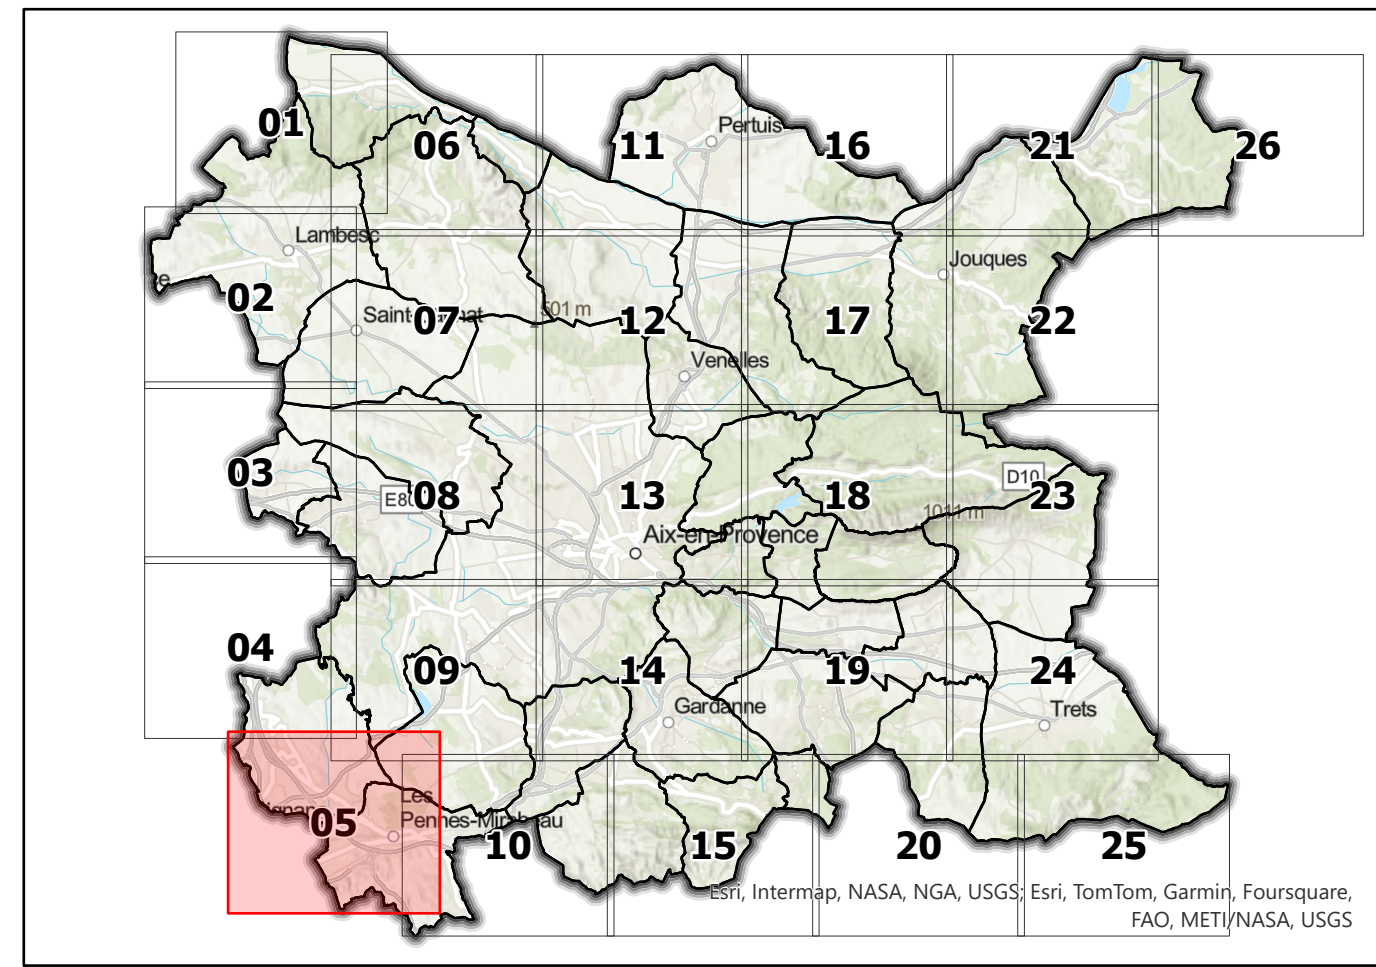 01
06
11
Pertuis
16
21
26
Lambesc
Jouques
02
07
501 m
12
17
22
Venelles
03
E80
08
13
18
D10
23
1011 m
Aix-en-Provence
04
09
14
19
24
Gardanne
Trets
05
Les
Pennes-Mirabeau
10
15
20
25
Esri, Intermap, NASA, NGA, USGS; Esri, TomTom, Garmin, Foursquare,
FAO, METI/NASA, USGS